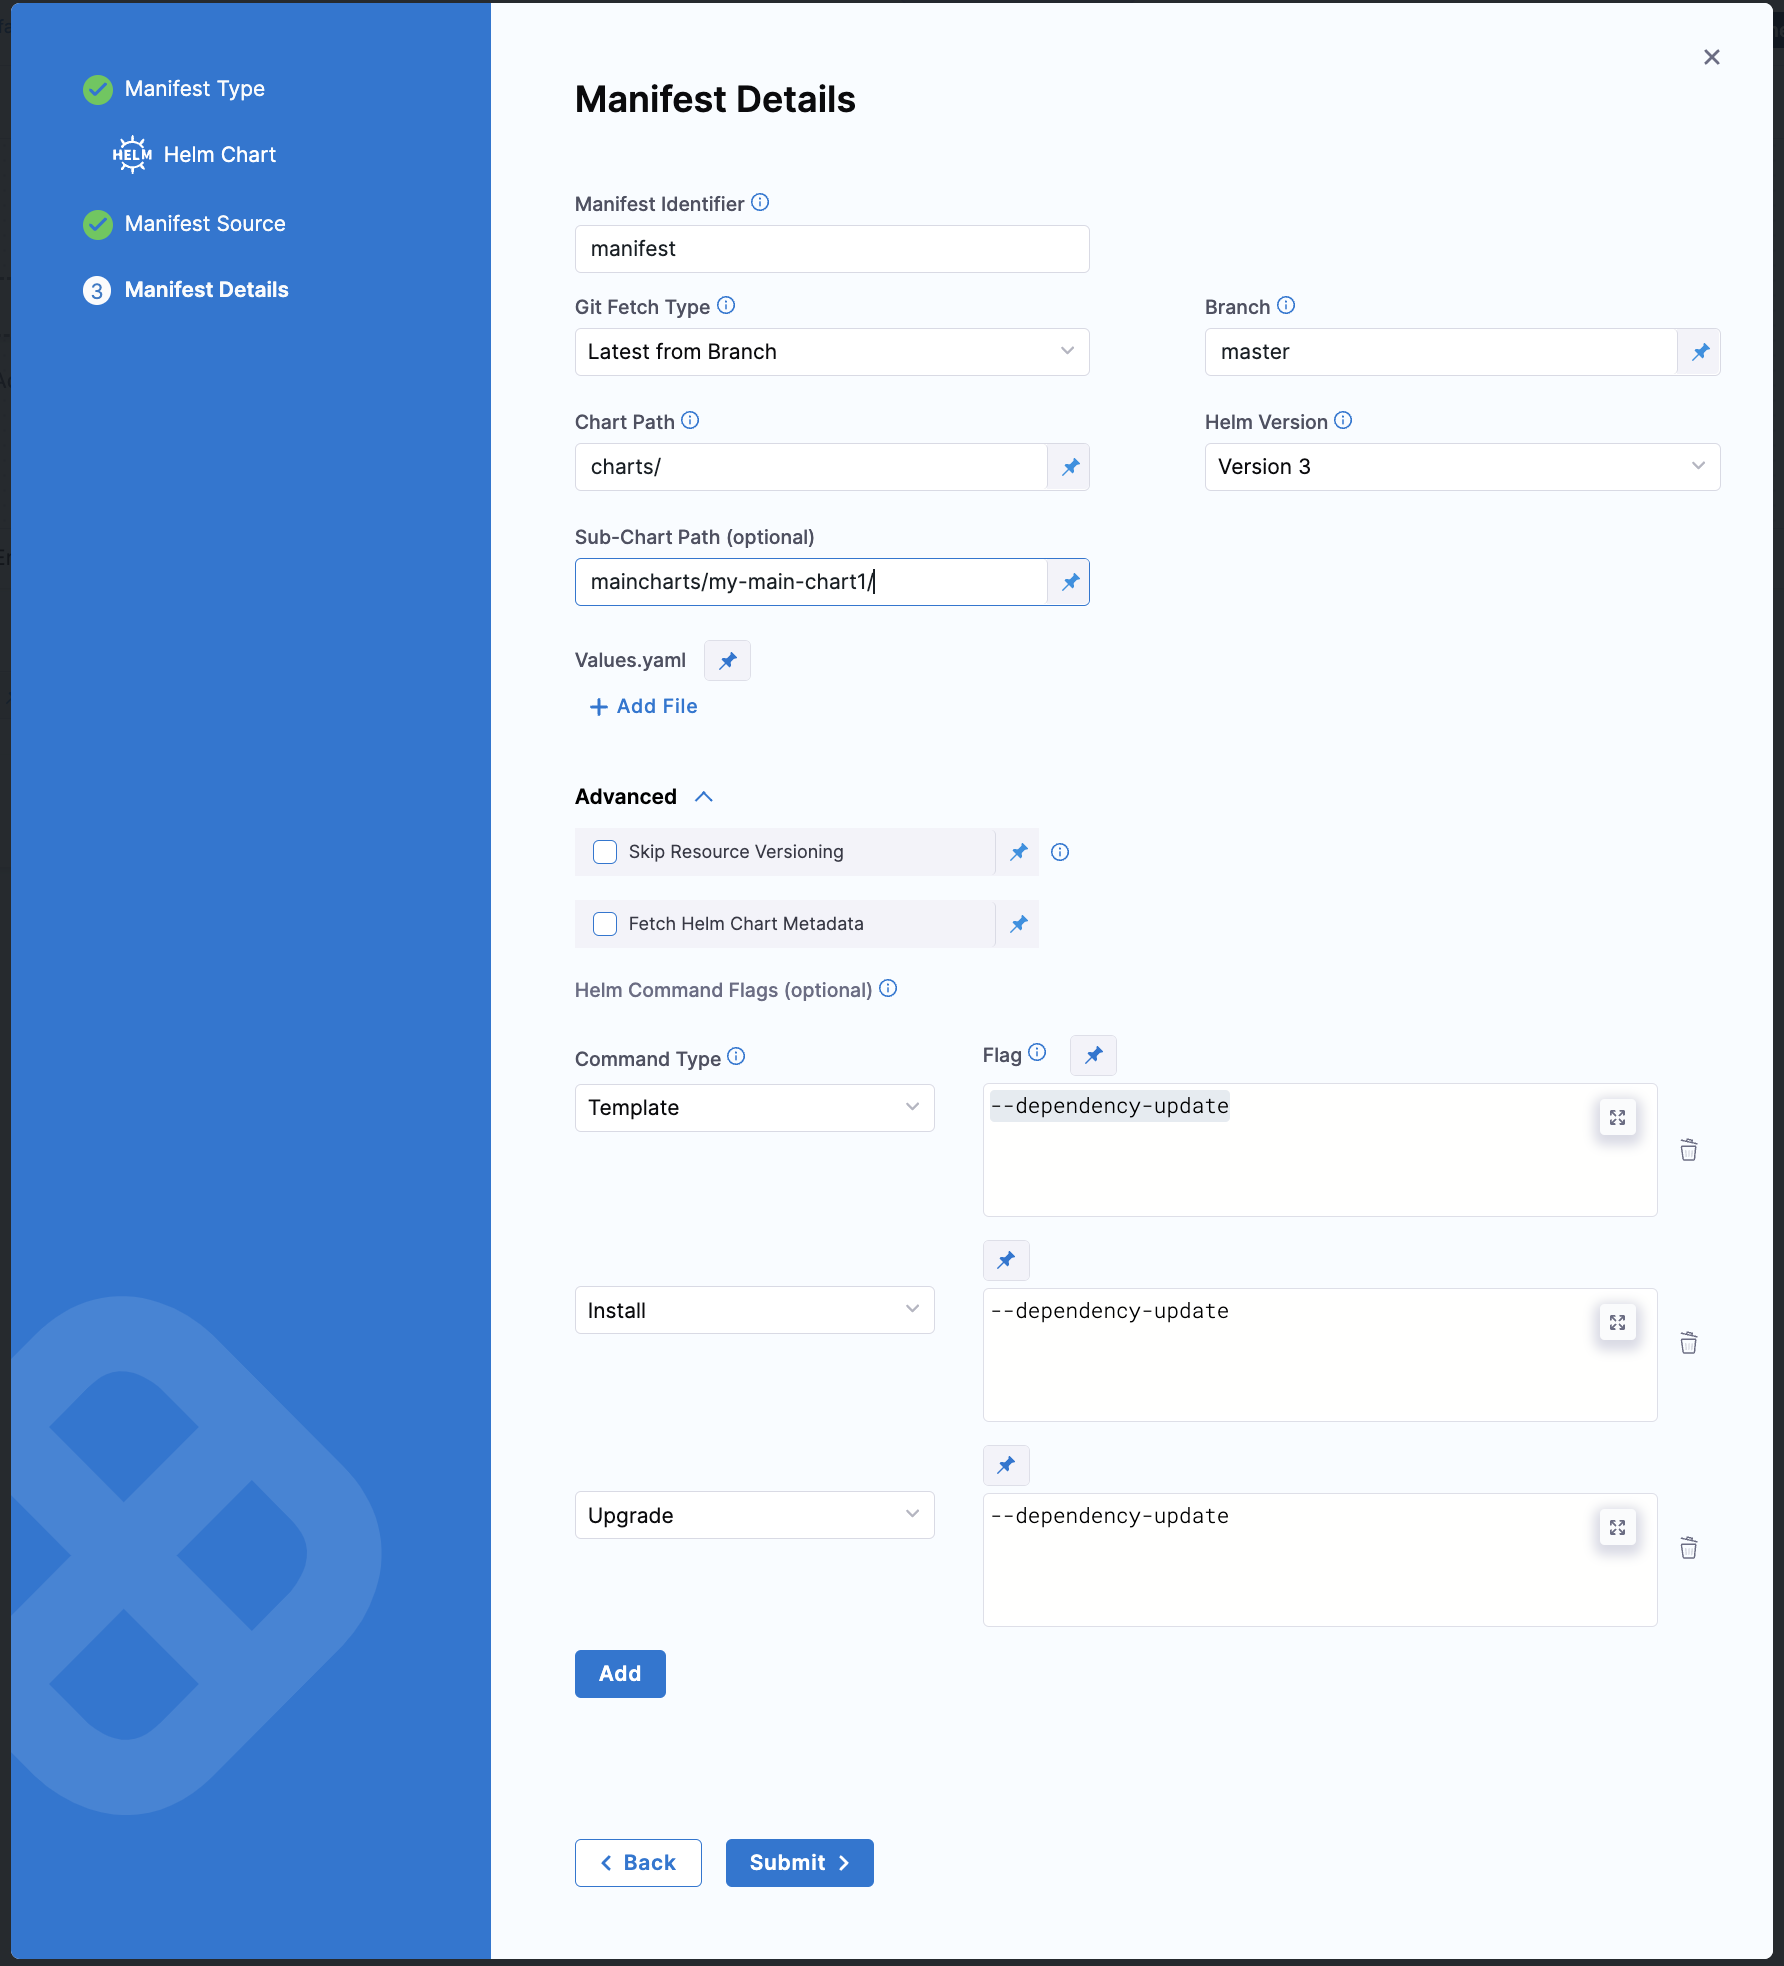 Manifest Type
HELM Helm Chart
Manifest Source
3 Manifest Details
Manifest Details
Manifest Identifier
manifest
Git Fetch Type
Latest from Branch
Branch
master
Chart Path
charts/
Helm Version
Version 3
Sub-Chart Path (optional)
maincharts/my-main-chart1/
Values.yaml
+ Add File
Advanced
Skip Resource Versioning
Fetch Helm Chart Metadata
Helm Command Flags (optional)
Command Type
Flag
Template
--dependency-update
Install
--dependency-update
Upgrade
--dependency-update
Add
Back
Submit